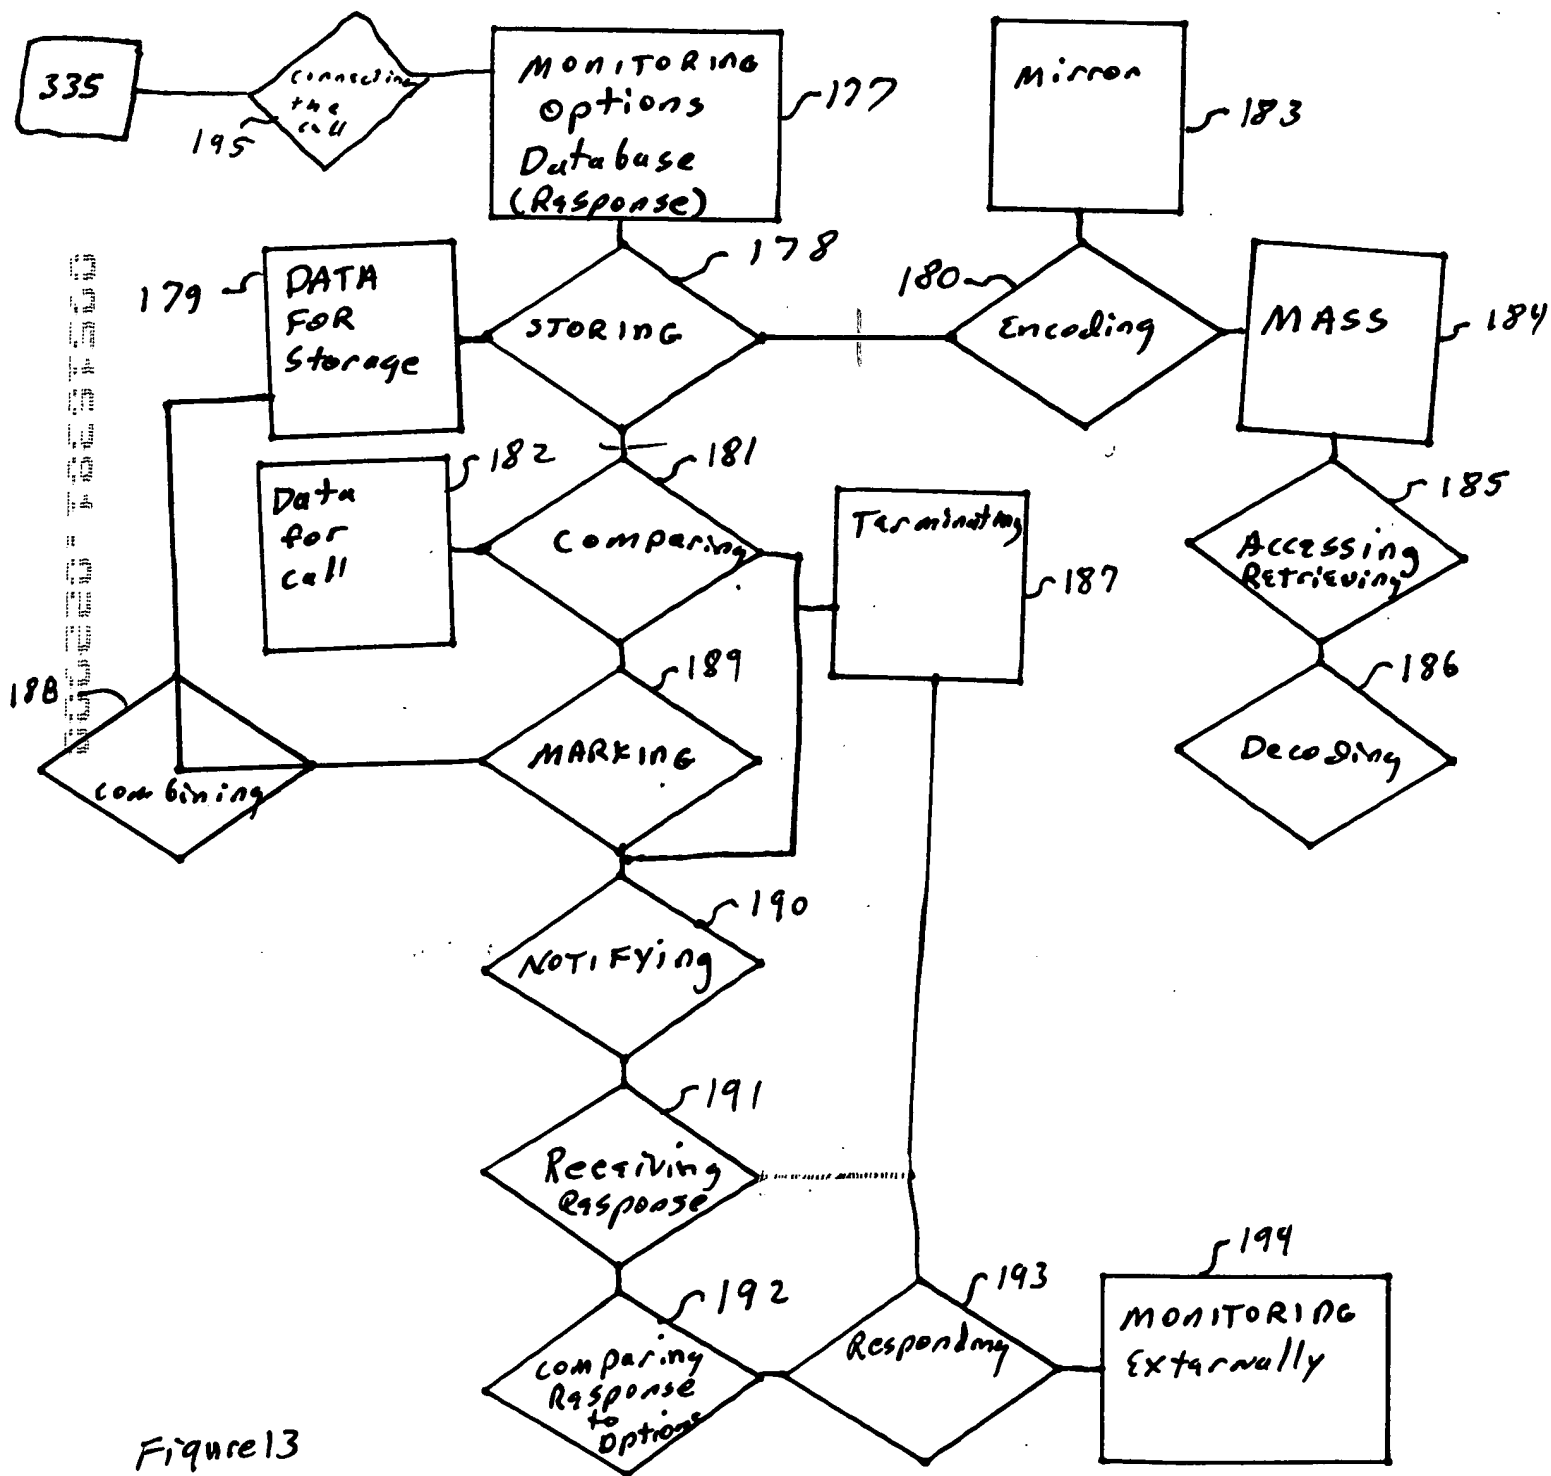 335
connecting
the
call
195
MONITORING
Options
Database
(Response)
177
Mirror
183
179
DATA
FOR
Storage
178
STORING
180
Encoding
MASS
184
182
Data
for
call
181
Comparing
Terminating
187
185
Accessing
RETRIEVING
189
MARKING
188
combining
186
Decoding
190
NOTIFYing
191
Receiving
Response
192
comparing
Response
to
Options
193
Responding
194
MONITORING
Externally
Figure 13